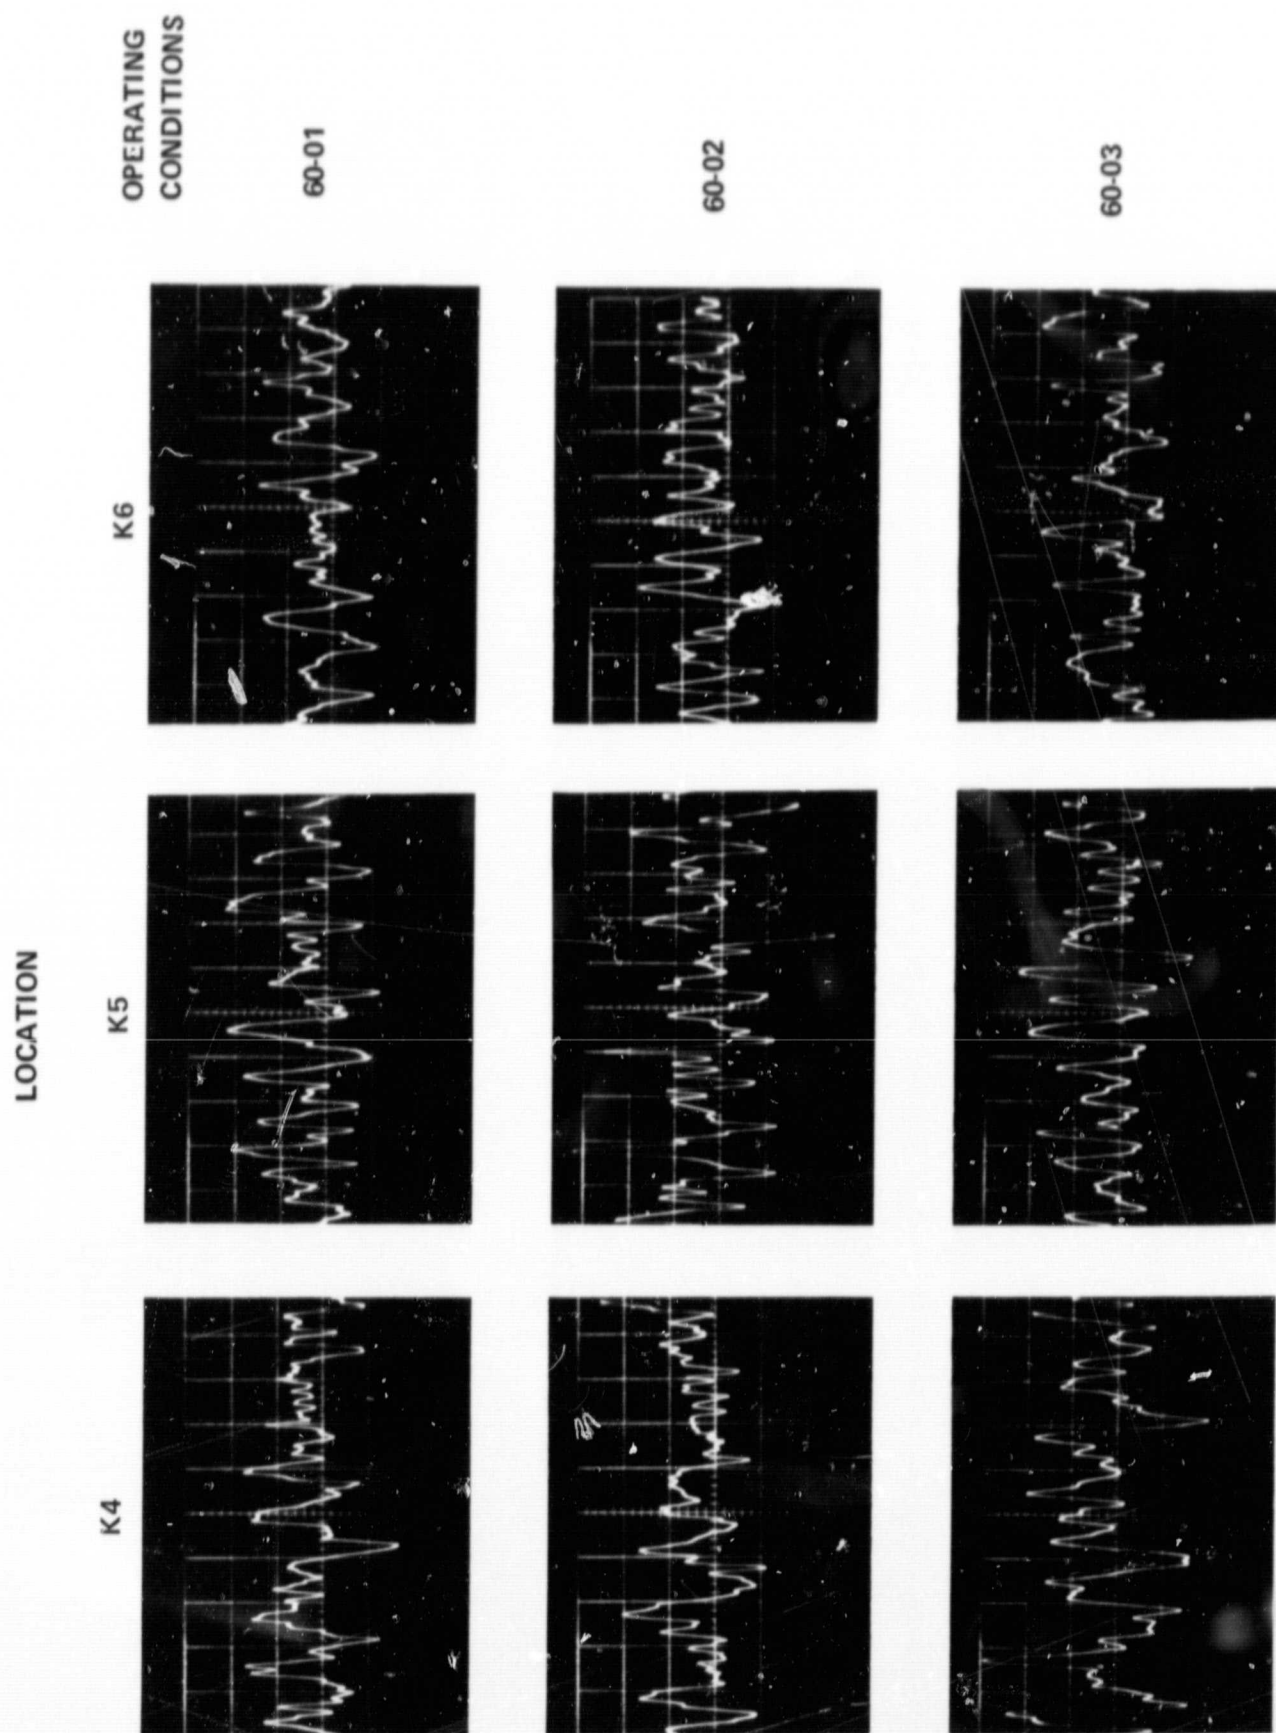 LOCATION
K4
K5
K6
OPERATING
CONDITIONS
60-01
60-02
60-03